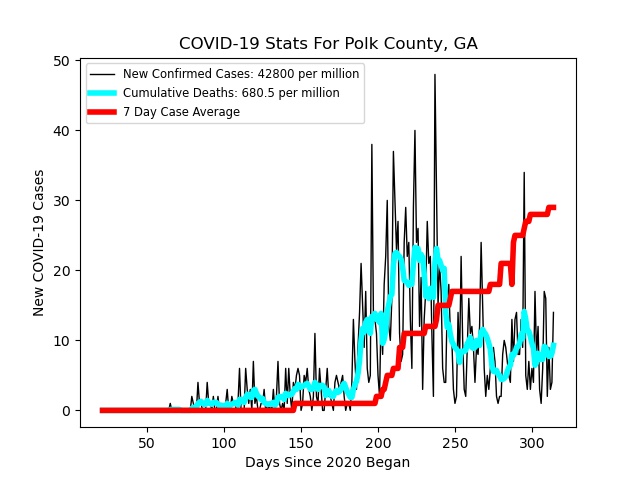 COVID-19 Stats For Polk County, GA
New Confirmed Cases: 42800 per million
Cumulative Deaths: 680.5 per million
7 Day Case Average
New COVID-19 Cases
50
40
30
20
10
0
50 100 150 200 250 300
Days Since 2020 Began